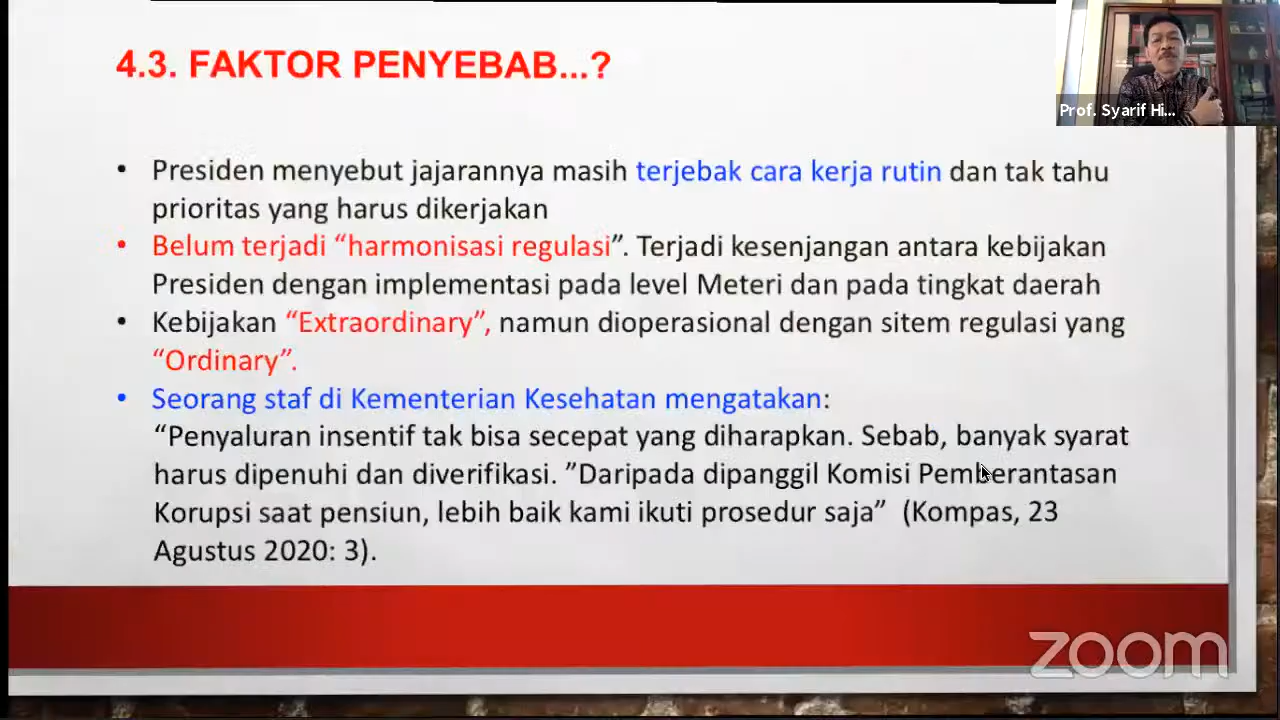 4.3. FAKTOR PENYEBAB...?
Prof. Syarif Hi...
• Presiden menyebut jajarannya masih terjebak cara kerja rutin dan tak tahu
prioritas yang harus dikerjakan
• Belum terjadi “harmonisasi regulasi”. Terjadi kesenjangan antara kebijakan
Presiden dengan implementasi pada level Meteri dan pada tingkat daerah
• Kebijakan “Extraordinary”, namun dioperasional dengan sitem regulasi yang
“Ordinary”.
• Seorang staf di Kementerian Kesehatan mengatakan:
“Penyaluran insentif tak bisa secepat yang diharapkan. Sebab, banyak syarat
harus dipenuhi dan diverifikasi. ”Daripada dipanggil Komisi Pemberantasan
Korupsi saat pensiun, lebih baik kami ikuti prosedur saja” (Kompas, 23
Agustus 2020: 3).
zoom